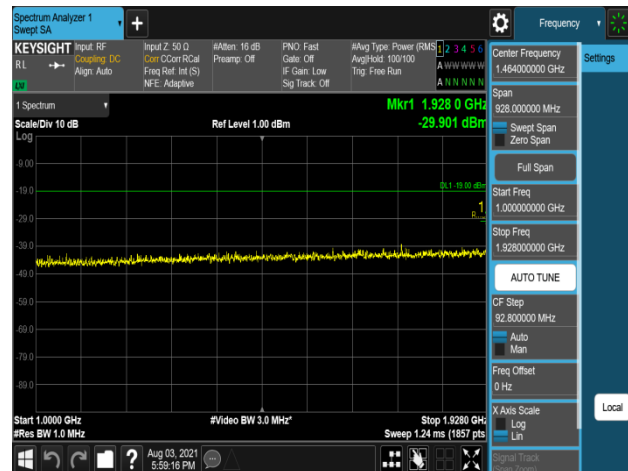 Spectrum Analyzer 1
Swept SA
Frequency
KEYSIGHT
RL
Input: RF
Coupling: DC
Align: Auto
Input Z: 50 Ω
Corr CCorr RCal
Freq Ref: Int (S)
NFE: Adaptive
#Atten: 16 dB
Preamp: Off
PNO: Fast
Gate: Off
IF Gain: Low
Sig Track: Off
#Avg Type: Power (RMS
Avg|Hold: 100/100
Trig: Free Run
1 2 3 4 5 6
A W W W W W
A N N N N N
1 Spectrum
Mkr1 1.928 0 GHz
Scale/Div 10 dB
Ref Level 1.00 dBm
-29.901 dBm
Log
-9.00
-19.0
DL1 -19.00 dBm
1
-29.0
-39.0
-49.0
-59.0
-69.0
-79.0
-89.0
Start 1.0000 GHz
#Video BW 3.0 MHz*
Stop 1.9280 GHz
#Res BW 1.0 MHz
Sweep 1.24 ms (1857 pts
Aug 03, 2021
5:59:16 PM
Center Frequency
1.464000000 GHz
Settings
Span
928.000000 MHz
Swept Span
Zero Span
Full Span
Start Freq
1.000000000 GHz
Stop Freq
1.928000000 GHz
AUTO TUNE
CF Step
92.800000 MHz
Auto
Man
Freq Offset
0 Hz
X Axis Scale
Log
Lin
Local
Signal Track
(Span Zoom)